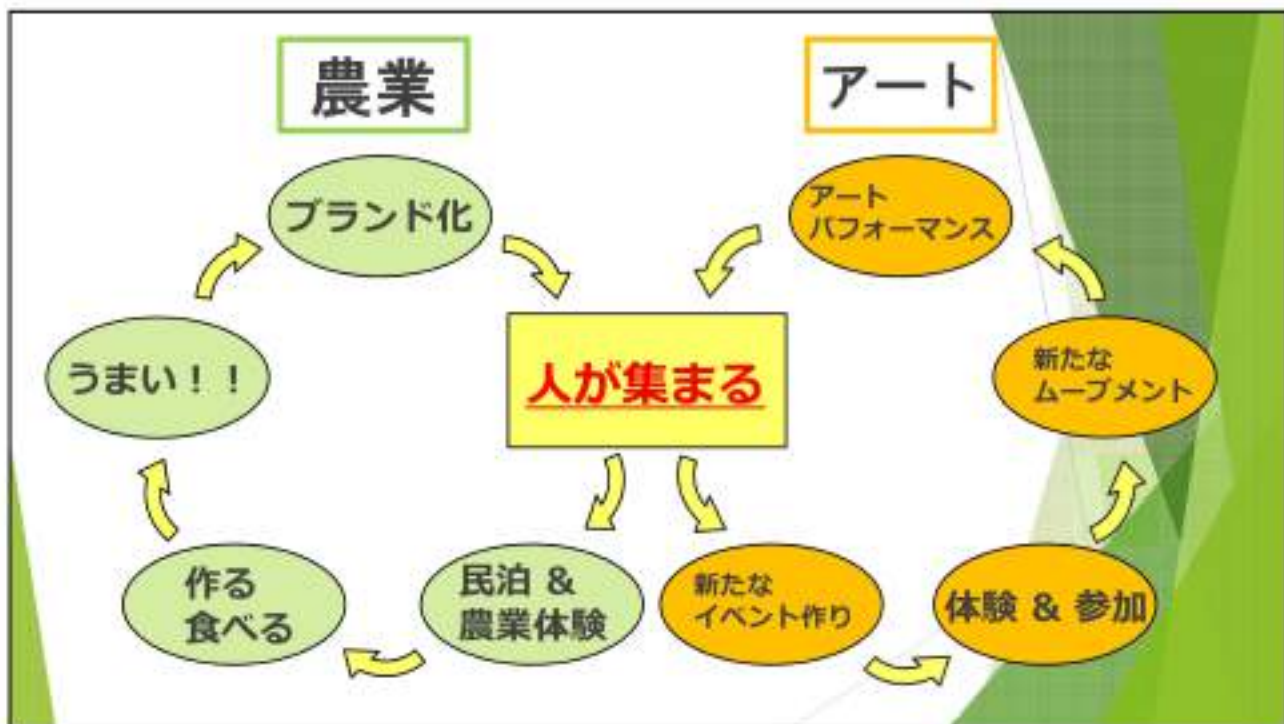 農業
アート
ブランド化
アート
パフォーマンス
うまい！！
人が集まる
新たな
ムーブメント
作る
食べる
民泊 &
農業体験
新たな
イベント作り
体験 & 参加